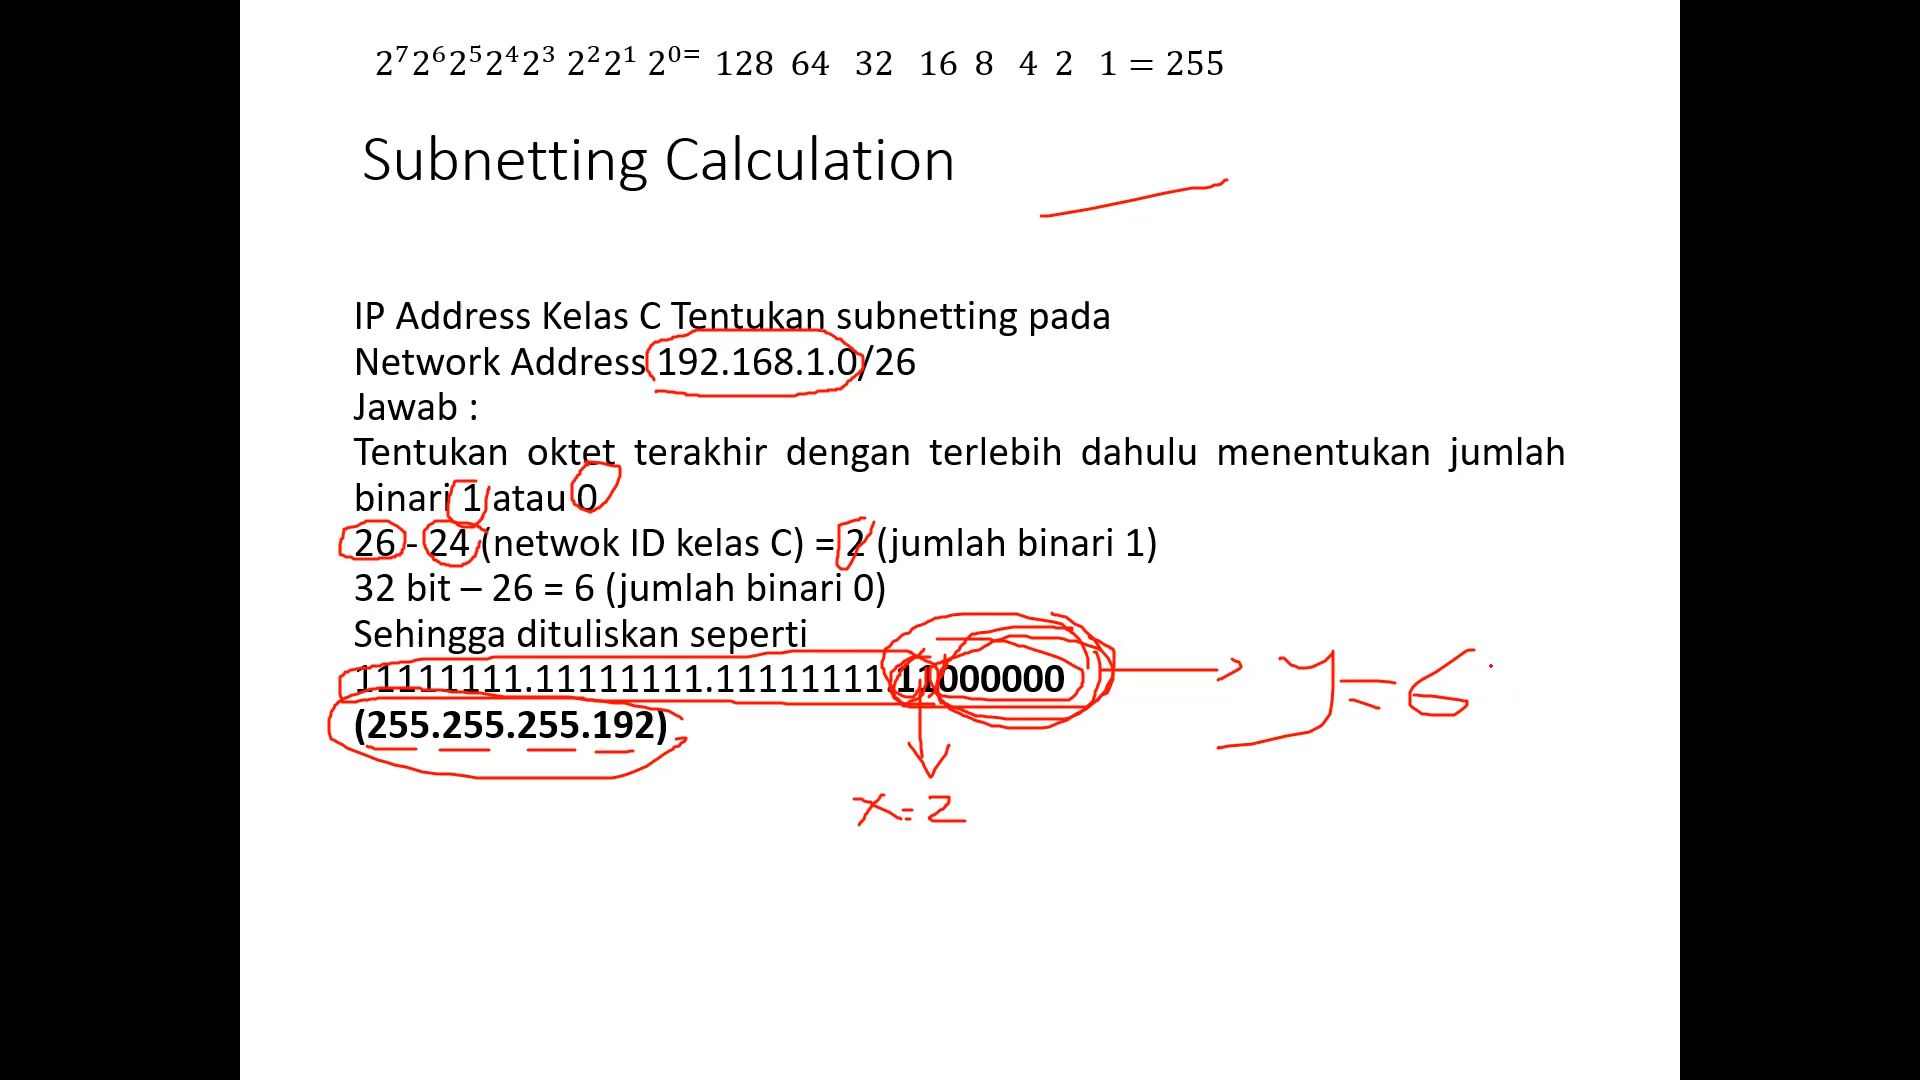 2⁷2⁶2⁵2⁴2³ 2²2¹ 2⁰⁼ 128 64 32 16 8 4 2 1 = 255
Subnetting Calculation
IP Address Kelas C Tentukan subnetting pada
Network Address 192.168.1.0/26
Jawab :
Tentukan oktet terakhir dengan terlebih dahulu menentukan jumlah
binari 1 atau 0
26 - 24 (netwok ID kelas C) = 2 (jumlah binari 1)
32 bit – 26 = 6 (jumlah binari 0)
Sehingga dituliskan seperti
11111111.11111111.11111111.11000000
y = 6
(255.255.255.192)
x = 2